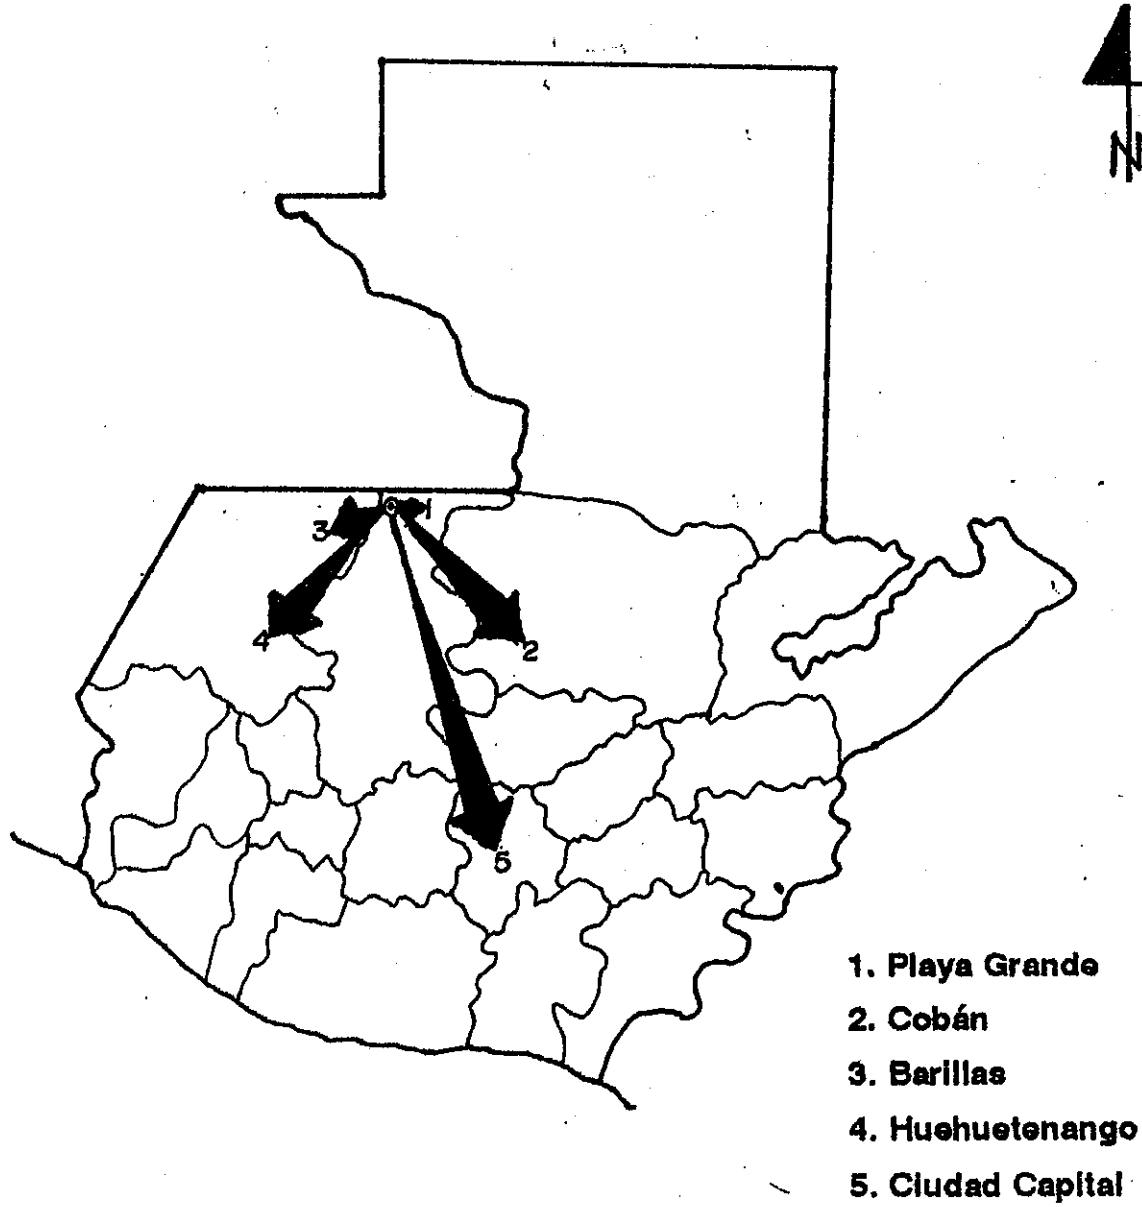 N
1
3
4
2
5
1. Playa Grande
2. Cobán
3. Barillas
4. Huehuetenango
5. Ciudad Capital